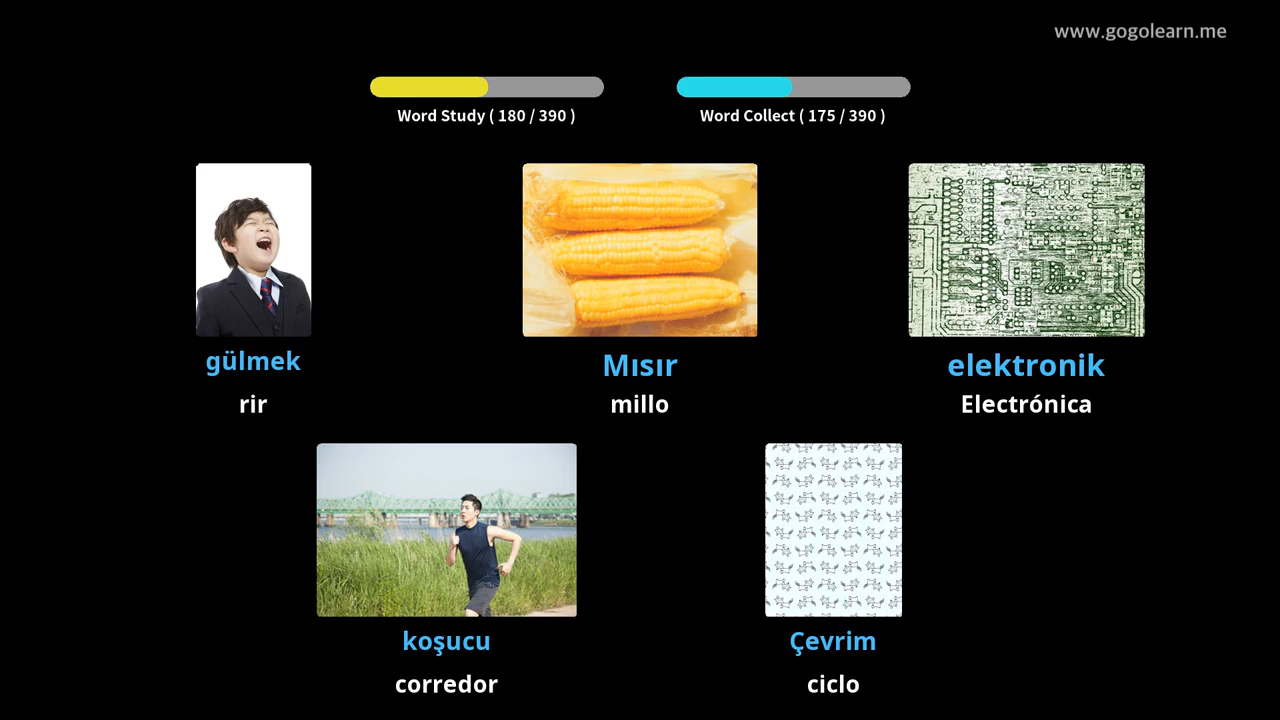 www.gogolearn.me
Word Study ( 180 / 390 )
Word Collect ( 175 / 390 )
gülmek
rir
Mısır
millo
elektronik
Electrónica
koşucu
corredor
Çevrim
ciclo